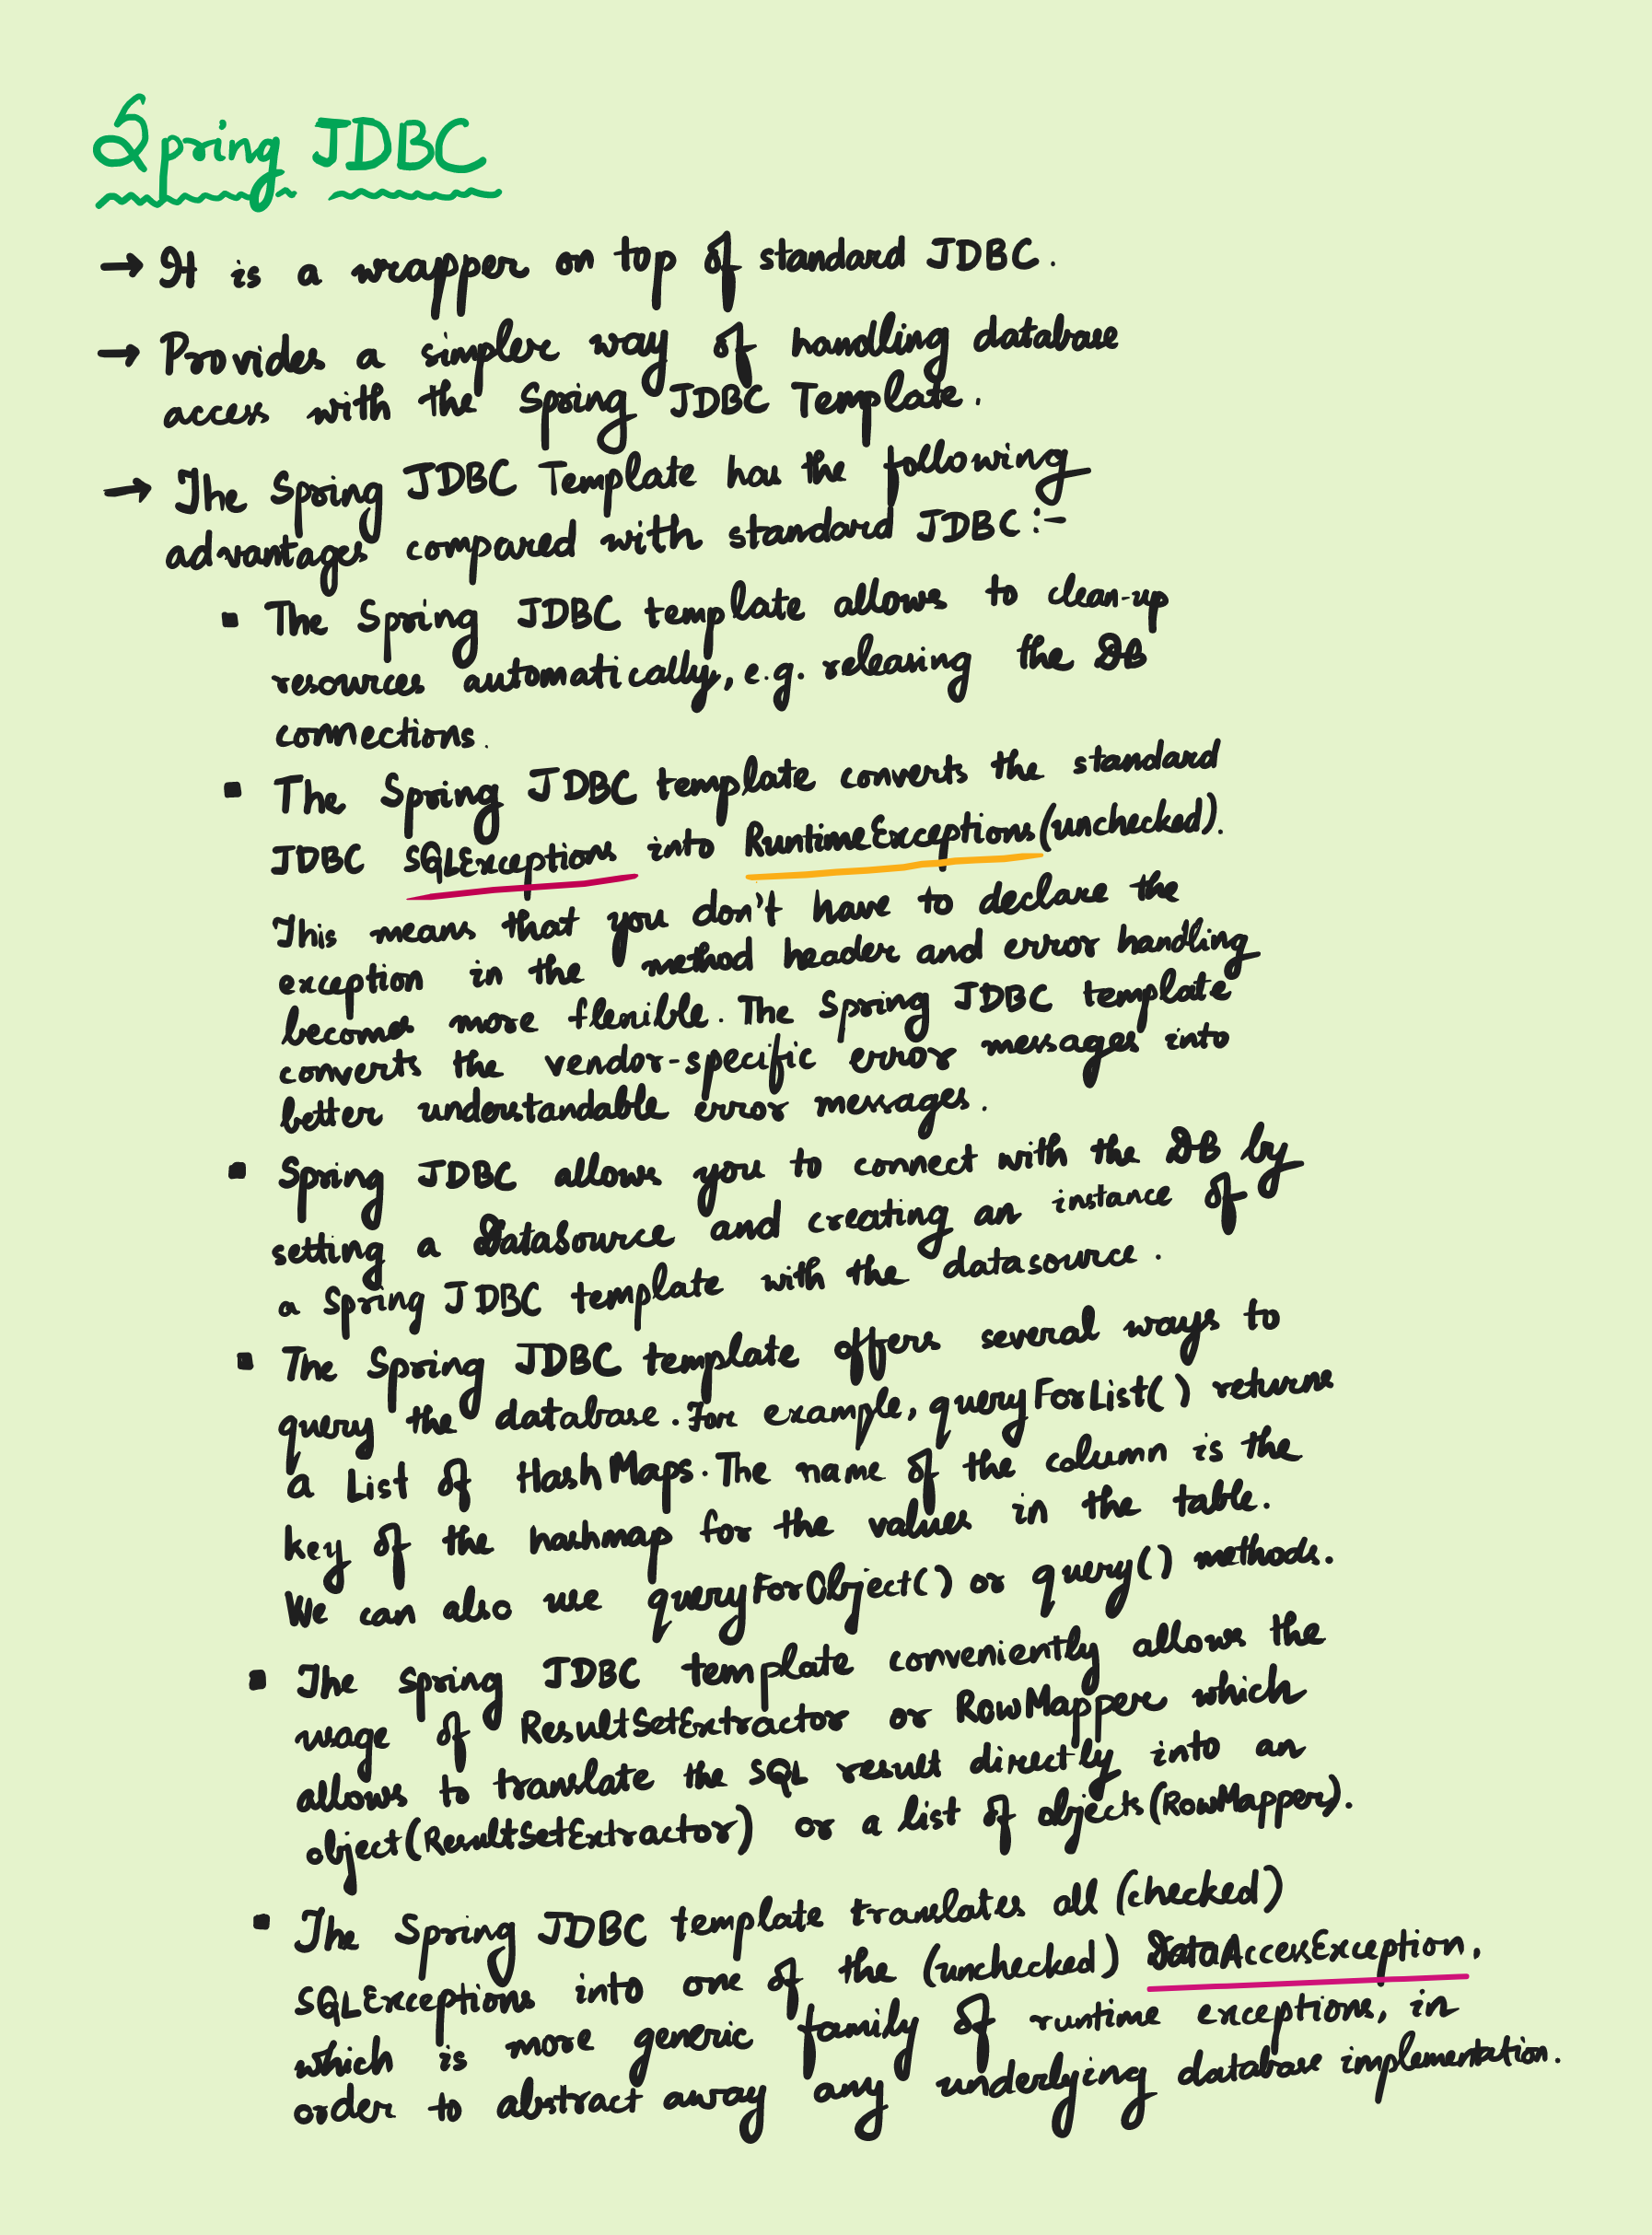 Spring JDBC
→ It is a wrapper on top of standard JDBC.
→ Provides a simpler way of handling database
access with the Spring JDBC Template.
→ The Spring JDBC Template has the following
advantages compared with standard JDBC :-
▪ The Spring JDBC template allows to clean-up
resources automatically, e.g. releasing the DB
connections.
▪ The Spring JDBC template converts the standard
JDBC SQLExceptions into RuntimeExceptions (unchecked).
This means that you don't have to declare the
exception in the method header and error handling
becomes more flexible. The Spring JDBC template
converts the vendor-specific error messages into
better understandable error messages.
▪ Spring JDBC allows you to connect with the DB by
setting a DataSource and creating an instance of
a Spring JDBC template with the datasource.
▪ The Spring JDBC template offers several ways to
query the database. For example, queryForList() returns
a List of HashMaps. The name of the column is the
key of the hashmap for the values in the table.
We can also use queryForObject() or query() methods.
▪ The Spring JDBC template conveniently allows the
usage of ResultSetExtractor or RowMapper which
allows to translate the SQL result directly into an
object (ResultSetExtractor) or a list of objects (RowMapper).
▪ The Spring JDBC template translates all (checked)
SQLExceptions into one of the (unchecked) DataAccessException,
which is more generic family of runtime exceptions, in
order to abstract away any underlying database implementation.